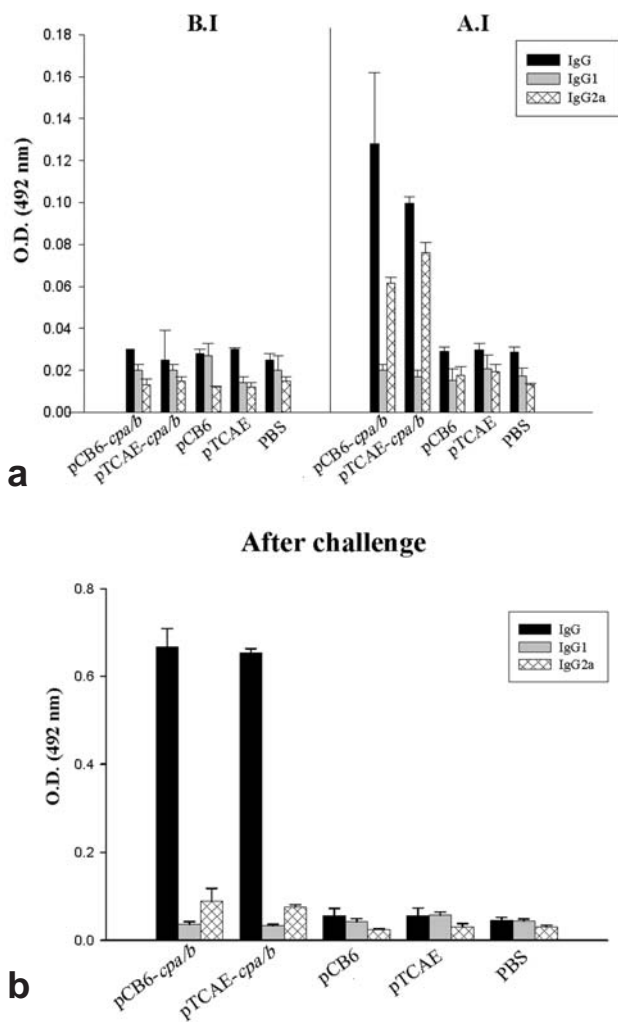 B.I
A.I
0.18
0.16
0.14
0.12
0.10
0.08
0.06
0.04
0.02
0.00
O.D. (492 nm)
IgG
IgG1
IgG2a
pCB6-cpa/b
pTCAE-cpa/b
pCB6
pTCAE
PBS
pCB6-cpa/b
pTCAE-cpa/b
pCB6
pTCAE
PBS
a
After challenge
0.8
0.6
0.4
0.2
0.0
O.D. (492 nm)
IgG
IgG1
IgG2a
pCB6-cpa/b
pTCAE-cpa/b
pCB6
pTCAE
PBS
b